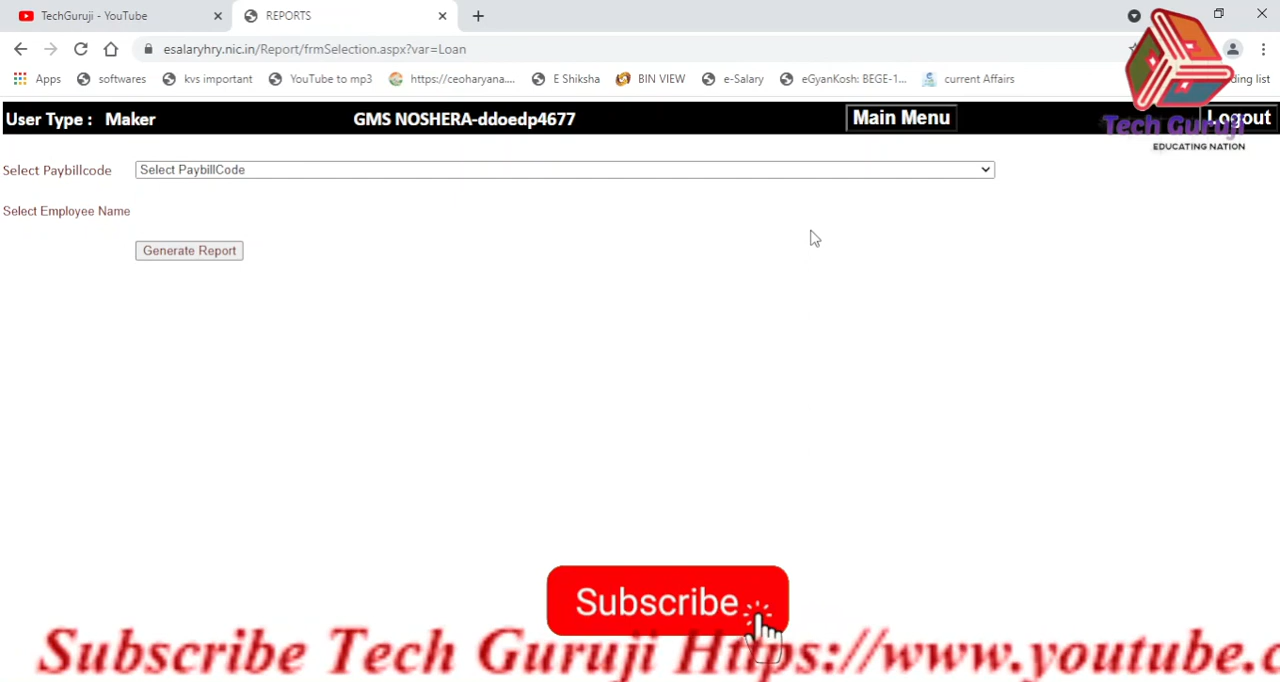 TechGuruji - YouTube
REPORTS
esalaryhry.nic.in/Report/frmSelection.aspx?var=Loan
Apps softwares kvs important YouTube to mp3 https://ceoharyana.... E Shiksha BIN VIEW e-Salary eGyanKosh: BEGE-1... current Affairs ding list
User Type : Maker GMS NOSHERA-ddoedp4677 Main Menu Logout
Tech Guruji
EDUCATING NATION
Select Paybillcode Select PaybillCode
Select Employee Name
Generate Report
Subscribe
Subscribe Tech Guruji Https://www.youtube.c